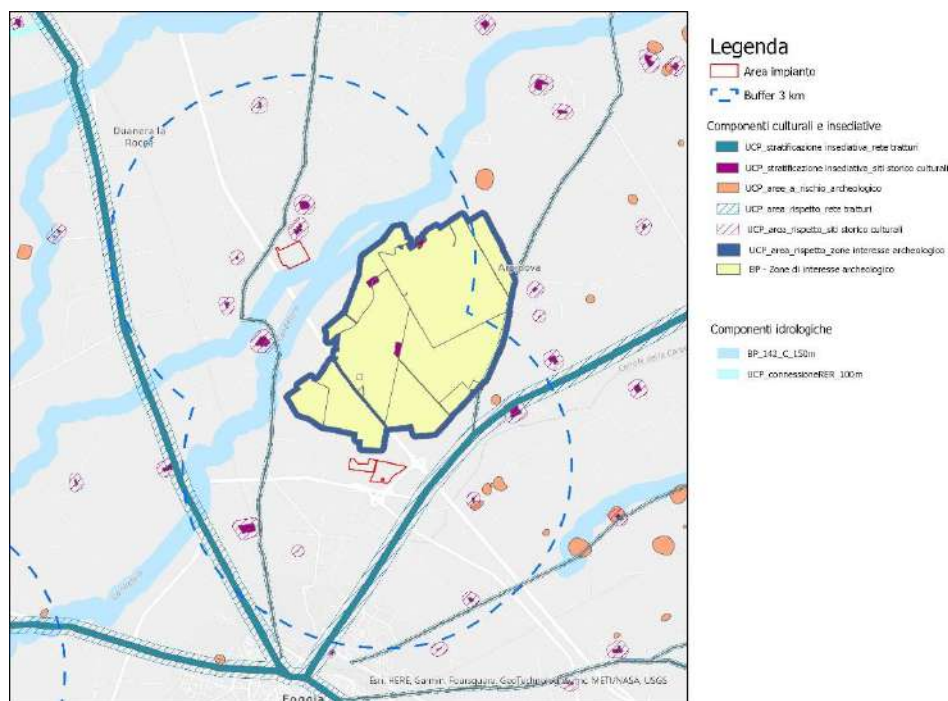 Duanera la
Rocca
Arpinova
Foggia
Esri, HERE, Garmin, Foursquare, METI/NASA, USGS
Legenda
Area impianto
Buffer 3 km
Componenti culturali e insediative
UCP_stratificazione insediativa_rete tratturi
UCP_stratificazione insediativa_siti storico culturali
UCP_aree_a_rischio_archeologico
UCP_area_rispetto_rete tratturi
UCP_area_rispetto_siti storico culturali
UCP_area_rispetto_zone interesse archeologico
BP - Zone di interesse archeologico
Componenti idrologiche
BP_142_C_150m
UCP_connessioneRER_100m